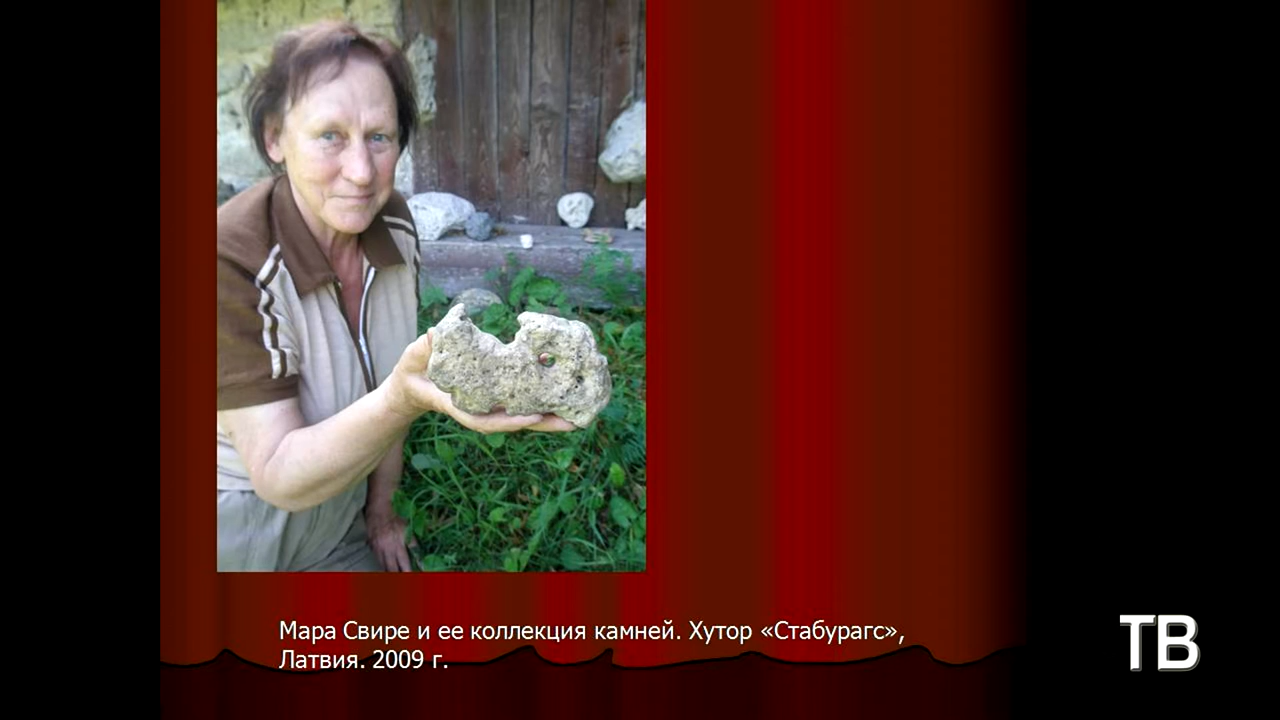 Мара Свире и ее коллекция камней. Хутор «Стабурагс»,
Латвия. 2009 г.
ТВ